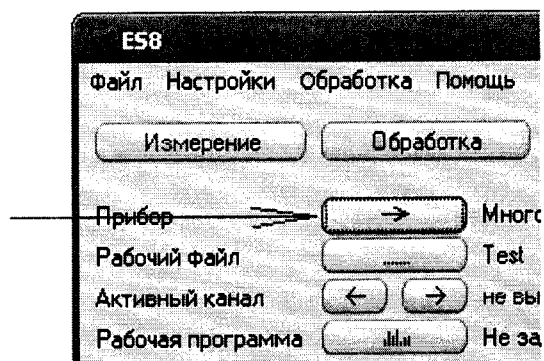 ES8
Файл Настройки Обработка Помощь
Измерение Обработка
Прибор → Много
Рабочий файл ...... Test
Активный канал ← → не вы
Рабочая программа Не за